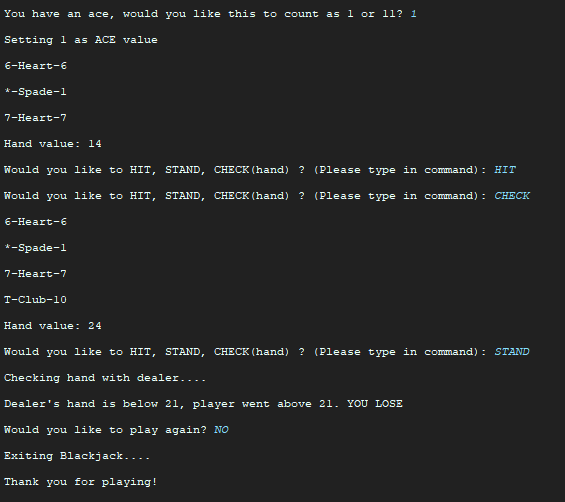 You have an ace, would you like this to count as 1 or 11? 1
Setting 1 as ACE value
6-Heart-6
*-Spade-1
7-Heart-7
Hand value: 14
Would you like to HIT, STAND, CHECK(hand) ? (Please type in command): HIT
Would you like to HIT, STAND, CHECK(hand) ? (Please type in command): CHECK
6-Heart-6
*-Spade-1
7-Heart-7
T-Club-10
Hand value: 24
Would you like to HIT, STAND, CHECK(hand) ? (Please type in command): STAND
Checking hand with dealer....
Dealer's hand is below 21, player went above 21. YOU LOSE
Would you like to play again? NO
Exiting Blackjack....
Thank you for playing!